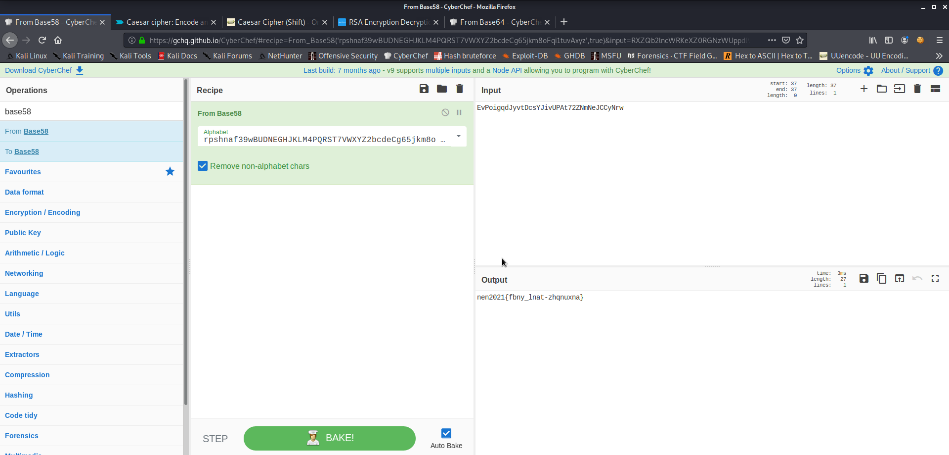 From Base58 - CyberChef - Mozilla Firefox
From Base58 - CyberChe
Caesar cipher: Encode an
Caesar Cipher (Shift) - O
RSA Encryption Decrypti
From Base64 - CyberChe
https://gchq.github.io/CyberChef/#recipe=From_Base58('rpshnaf39wBUDNEGHJKLM4PQRST7VWXYZ2bcdeCg65jkm8oFqi1tuvAxyz',true)&input=
Kali Linux
Kali Training
Kali Tools
Kali Docs
Kali Forums
NetHunter
Offensive Security
CyberChef
Hash bruteforce
Exploit-DB
GHDB
MSFU
Forensics - CTF Field G...
Hex to ASCII | Hex to T...
UUencode - UU Encodi...
Download CyberChef
Last build: 7 months ago - v9 supports multiple inputs and a Node API allowing you to program with CyberChef!
Options
About / Support
Operations
base58
From Base58
To Base58
Favourites
Data format
Encryption / Encoding
Public Key
Arithmetic / Logic
Networking
Language
Utils
Date / Time
Extractors
Compression
Hashing
Code tidy
Forensics
Recipe
From Base58
Alphabet
rpshnaf39wBUDNEGHJKLM4PQRST7VWXYZ2bcdeCg65jkm8o …
Remove non-alphabet chars
STEP
BAKE!
Auto Bake
Input
start: 37
end: 37
length: 0
length: 37
lines: 1
EvPoigqdJyvtDcsYJivUPAt72ZNmNeJCCyNrw
Output
time: 3ms
length: 27
lines: 1
nen2021{fbny_lnat-zhqnuxna}